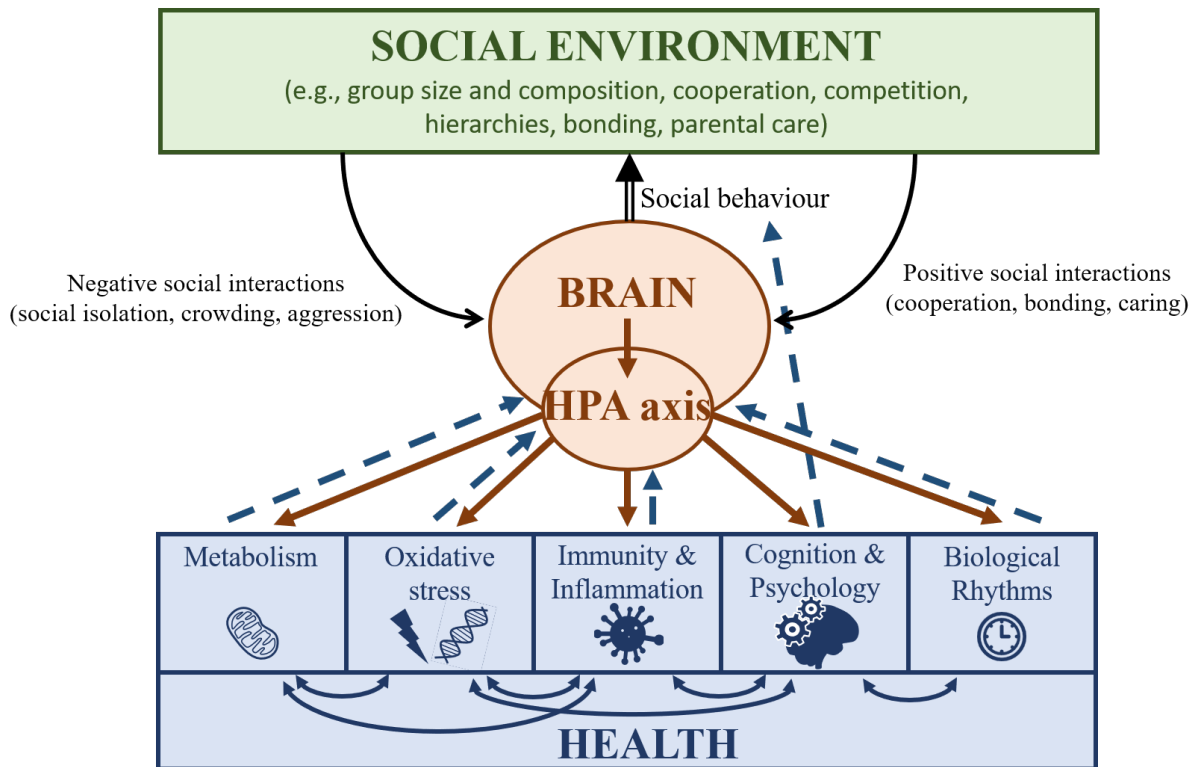 SOCIAL ENVIRONMENT
(e.g., group size and composition, cooperation, competition,
hierarchies, bonding, parental care)
Social behaviour
Negative social interactions
(social isolation, crowding, aggression)
Positive social interactions
(cooperation, bonding, caring)
BRAIN
HPA axis
Metabolism
Oxidative
stress
Immunity &
Inflammation
Cognition &
Psychology
Biological
Rhythms
HEALTH